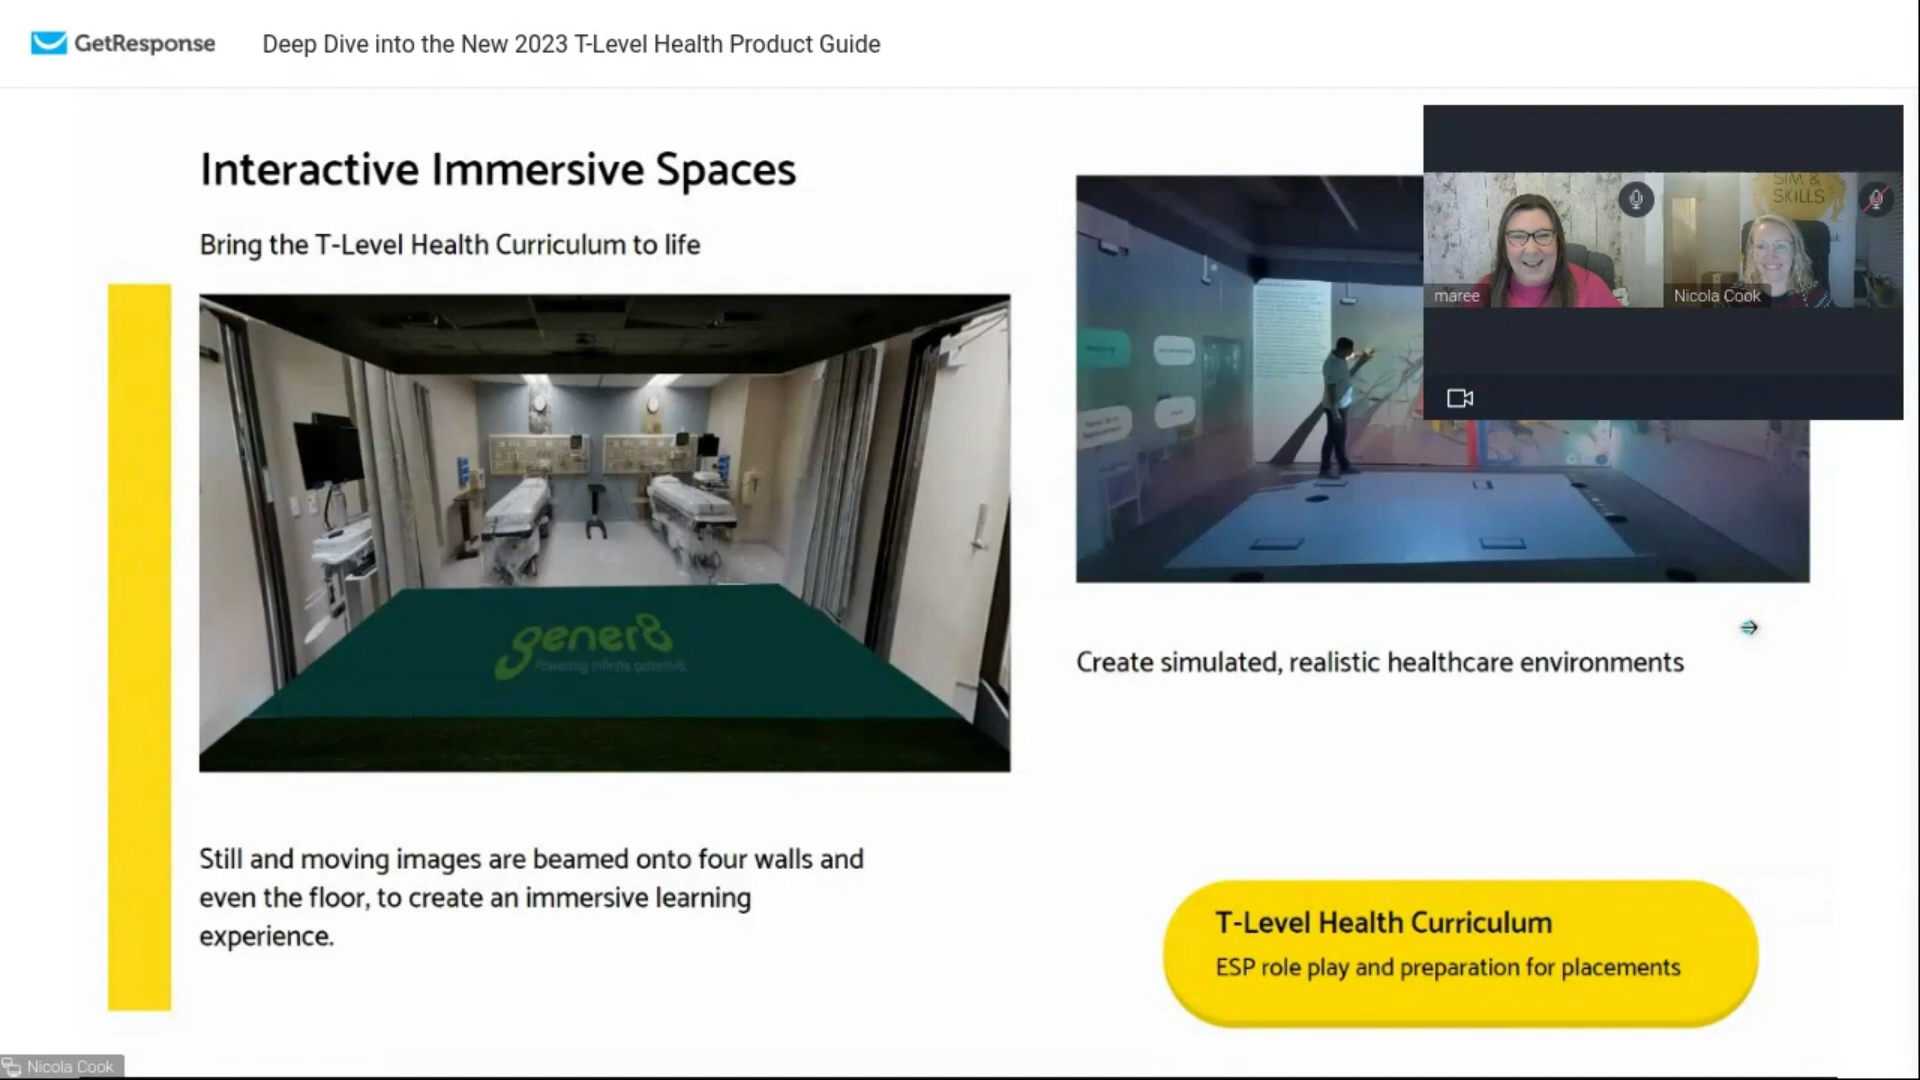 GetResponse
Deep Dive into the New 2023 T-Level Health Product Guide
Interactive Immersive Spaces
Bring the T-Level Health Curriculum to life
SIM &
SKILLS
maree
Nicola Cook
gener8
Powering infinite potential
Create simulated, realistic healthcare environments
Still and moving images are beamed onto four walls and
even the floor, to create an immersive learning
experience.
T-Level Health Curriculum
ESP role play and preparation for placements
Nicola Cook